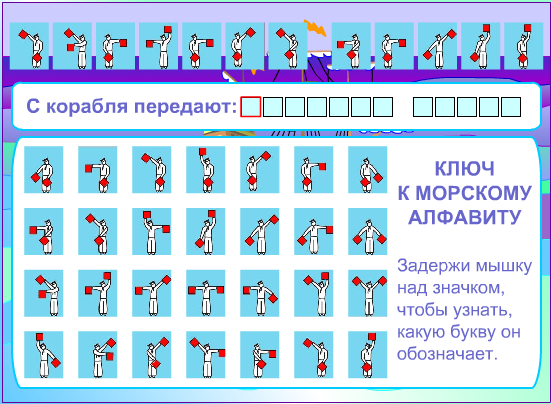 С корабля передают:
КЛЮЧ
К МОРСКОМУ
АЛФАВИТУ
Задержи мышку
над значком,
чтобы узнать,
какую букву он
обозначает.